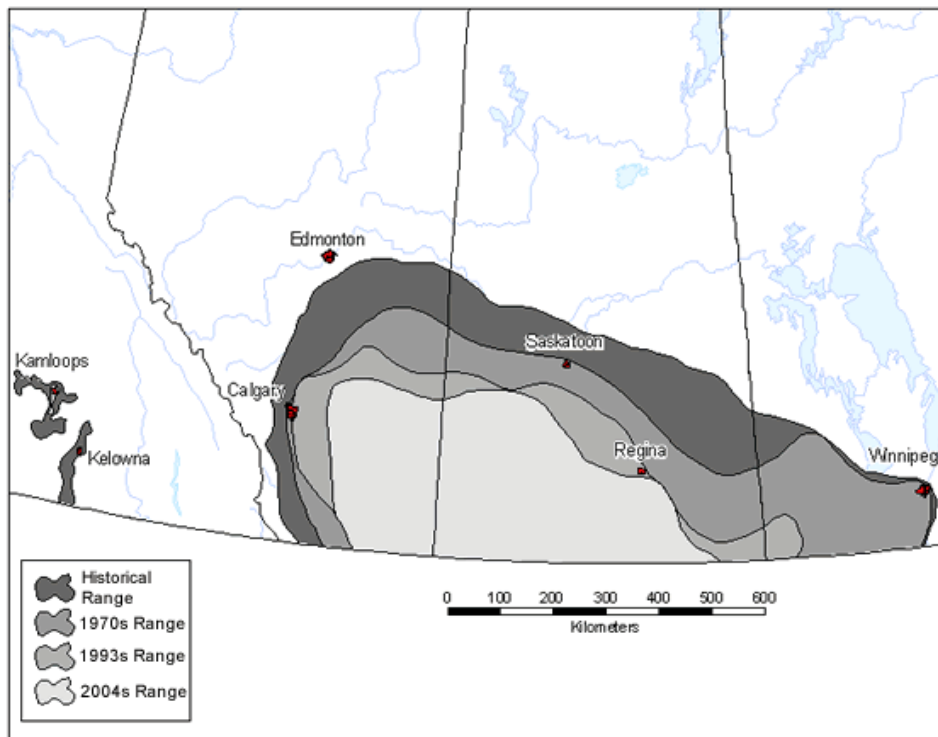 Edmonton
Saskatoon
Kamloops
Calgary
Kelowna
Regina
Winnipeg
Historical
Range
1970s Range
1993s Range
2004s Range
0 100 200 300 400 500 600
Kilometers